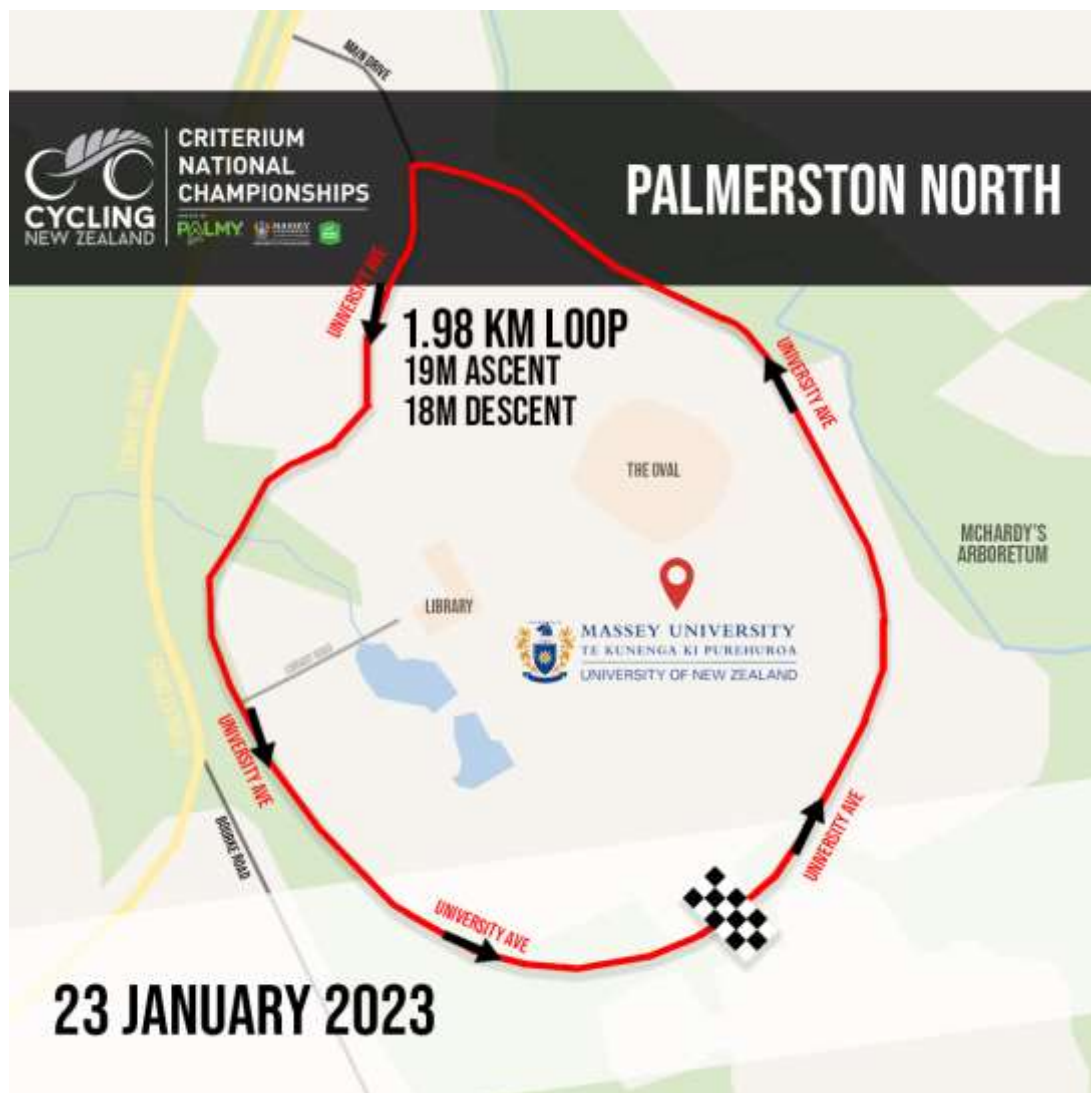 MAIN DRIVE
CYCLING
NEW ZEALAND
CRITERIUM
NATIONAL
CHAMPIONSHIPS
PALMY
MASSEY
PALMERSTON NORTH
UNIVERSITY AVE
1.98 KM LOOP
19M ASCENT
18M DESCENT
UNIVERSITY AVE
THE OVAL
MCHARDY'S
ARBORETUM
LIBRARY
MASSEY UNIVERSITY
TE KUNENGA KI PUREHUROA
UNIVERSITY OF NEW ZEALAND
UNIVERSITY AVE
BOURKE ROAD
UNIVERSITY AVE
UNIVERSITY AVE
23 JANUARY 2023